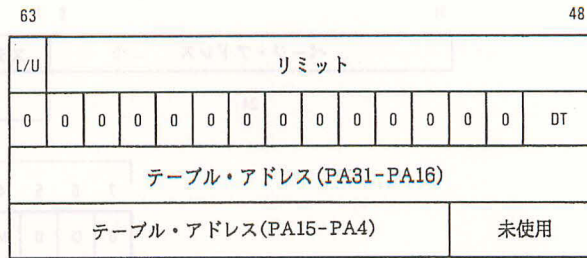 63 48
L/U リミット
0 0 0 0 0 0 0 0 0 0 0 0 0 0 DT
テーブル・アドレス(PA31-PA16)
テーブル・アドレス(PA15-PA4) 未使用